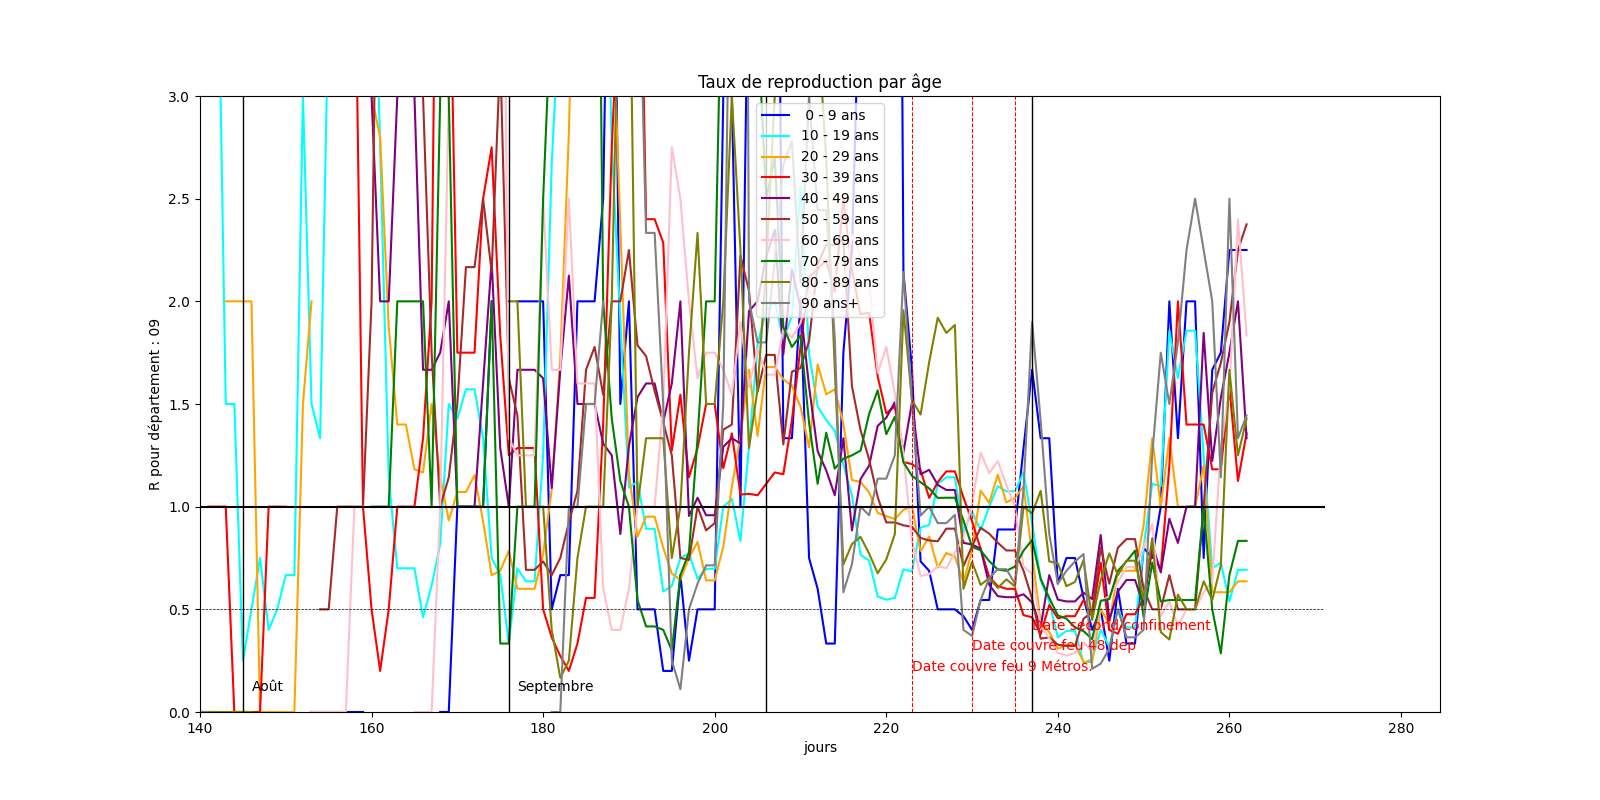 Taux de reproduction par âge
R pour département : 09
3.0
2.5
2.0
1.5
1.0
0.5
0.0
0 - 9 ans
10 - 19 ans
20 - 29 ans
30 - 39 ans
40 - 49 ans
50 - 59 ans
60 - 69 ans
70 - 79 ans
80 - 89 ans
90 ans+
Date second confinement
Date couvre feu 48 dep
Date couvre feu 9 Métros.
Août
Septembre
140
160
180
200
220
240
260
280
jours